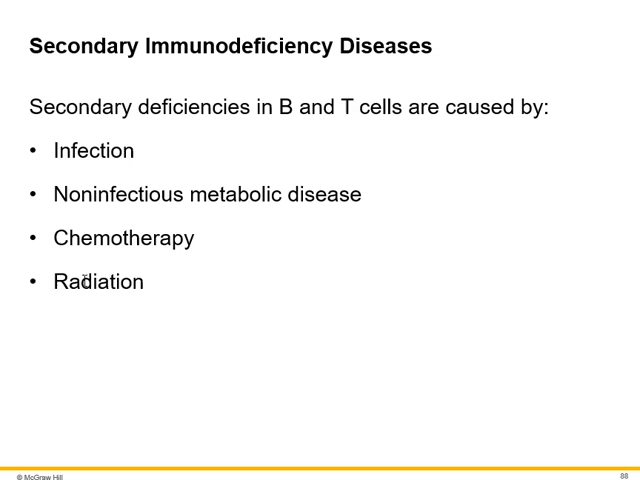 Secondary Immunodeficiency Diseases
Secondary deficiencies in B and T cells are caused by:
• Infection
• Noninfectious metabolic disease
• Chemotherapy
• Radiation
© McGraw Hill
88